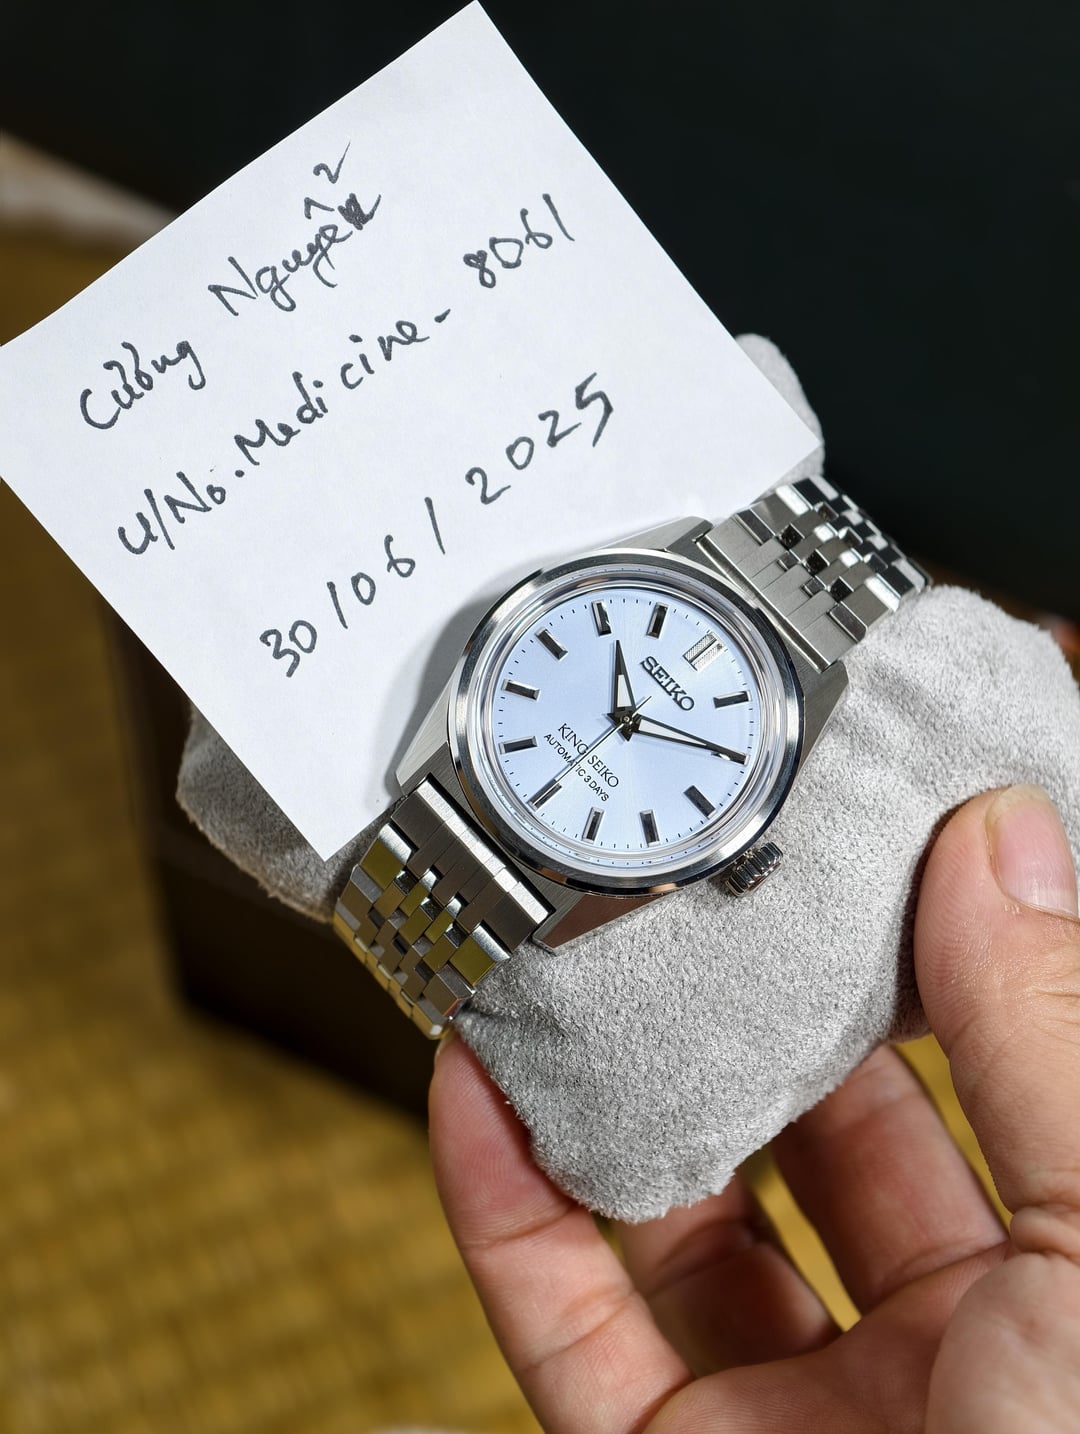 Cường Nguyễn
u/No.Medicine-8061
30/06/2025
SEIKO
KING SEIKO
AUTOMATIC 3 DAYS